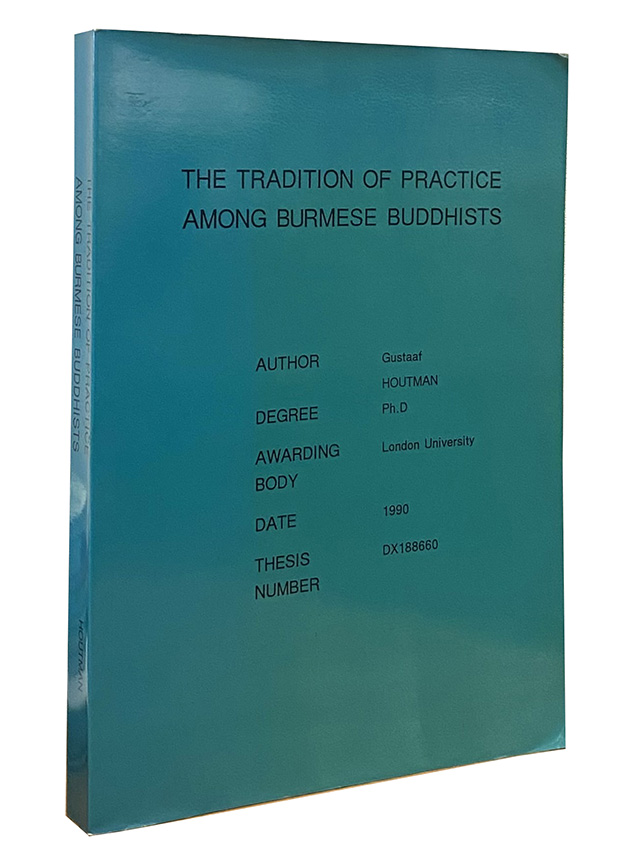 THE TRADITION OF PRACTICE
AMONG BURMESE BUDDHISTS
AUTHOR Gustaaf
HOUTMAN
DEGREE Ph.D
AWARDING London University
BODY
DATE 1990
THESIS DX188660
NUMBER
THE TRADITION OF PRACTICE
AMONG BURMESE BUDDHISTS
HOUTMAN